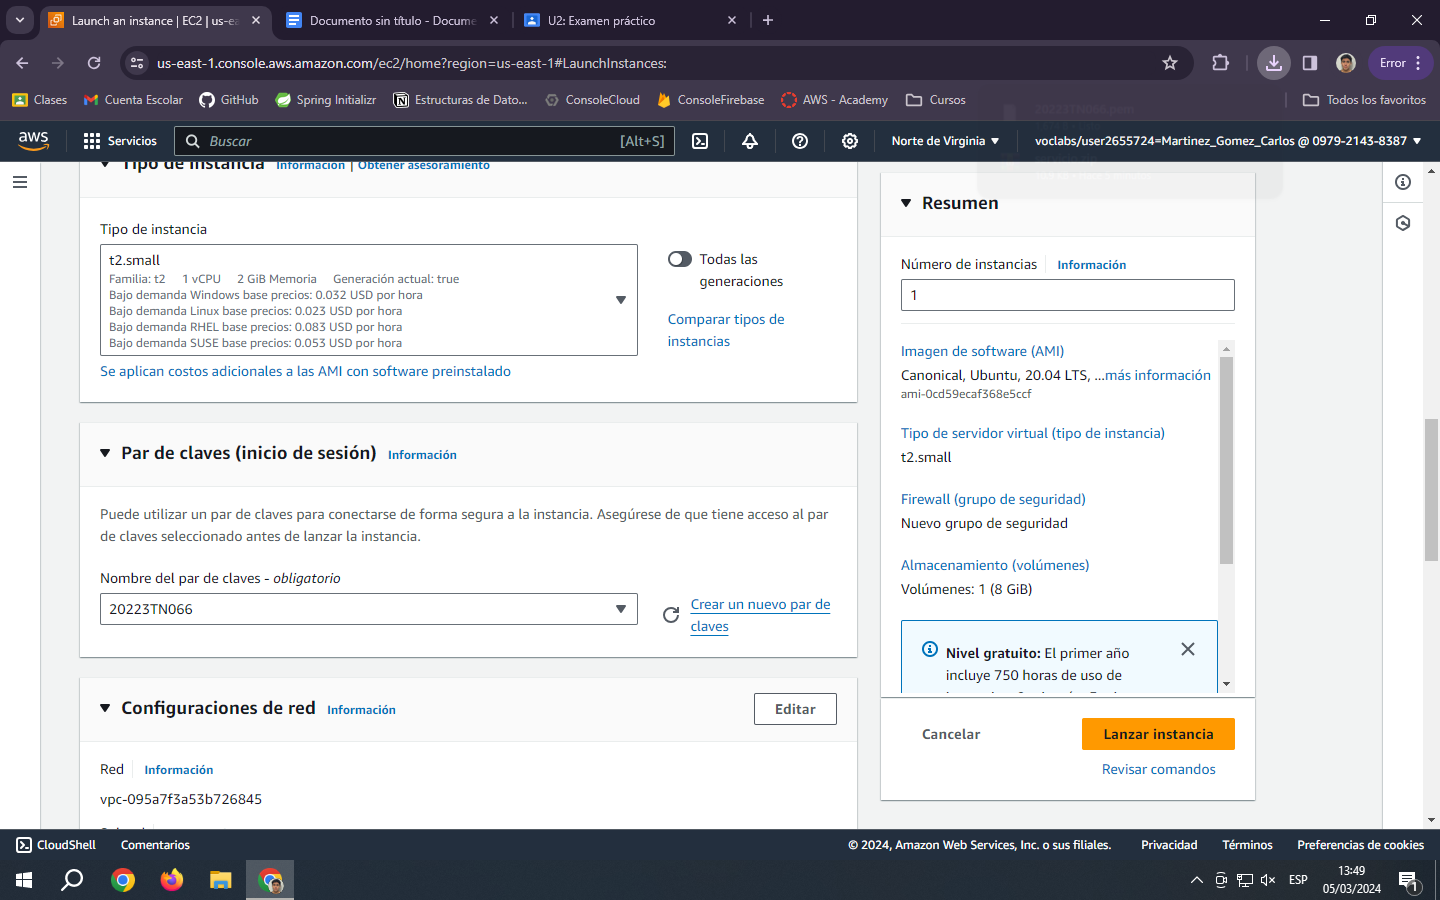 Launch an instance | EC2 | us-ea
Documento sin título - Docume
U2: Examen práctico
us-east-1.console.aws.amazon.com/ec2/home?region=us-east-1#LaunchInstances:
Error
Clases
Cuenta Escolar
GitHub
Spring Initializr
Estructuras de Dato...
ConsoleCloud
ConsoleFirebase
AWS - Academy
Cursos
Todos los favoritos
aws
Servicios
Buscar
[Alt+S]
Norte de Virginia
voclabs/user2655724=Martinez_Gomez_Carlos @ 0979-2143-8387
Tipo de instancia
Información | Obtener asesoramiento
Tipo de instancia
t2.small
Familia: t2 1 vCPU 2 GiB Memoria Generación actual: true
Bajo demanda Windows base precios: 0.032 USD por hora
Bajo demanda Linux base precios: 0.023 USD por hora
Bajo demanda RHEL base precios: 0.083 USD por hora
Bajo demanda SUSE base precios: 0.053 USD por hora
Todas las
generaciones
Comparar tipos de
instancias
Se aplican costos adicionales a las AMI con software preinstalado
Par de claves (inicio de sesión)
Información
Puede utilizar un par de claves para conectarse de forma segura a la instancia. Asegúrese de que tiene acceso al par
de claves seleccionado antes de lanzar la instancia.
Nombre del par de claves - obligatorio
20223TN066
Crear un nuevo par de
claves
Configuraciones de red
Información
Editar
Red
Información
vpc-095a7f3a53b726845
Resumen
Número de instancias
Información
1
Imagen de software (AMI)
Canonical, Ubuntu, 20.04 LTS, ...más información
ami-0cd59ecaf368e5ccf
Tipo de servidor virtual (tipo de instancia)
t2.small
Firewall (grupo de seguridad)
Nuevo grupo de seguridad
Almacenamiento (volúmenes)
Volúmenes: 1 (8 GiB)
Nivel gratuito: El primer año
incluye 750 horas de uso de
Cancelar
Lanzar instancia
Revisar comandos
CloudShell
Comentarios
© 2024, Amazon Web Services, Inc. o sus filiales.
Privacidad
Términos
Preferencias de cookies
ESP
13:49
05/03/2024
1